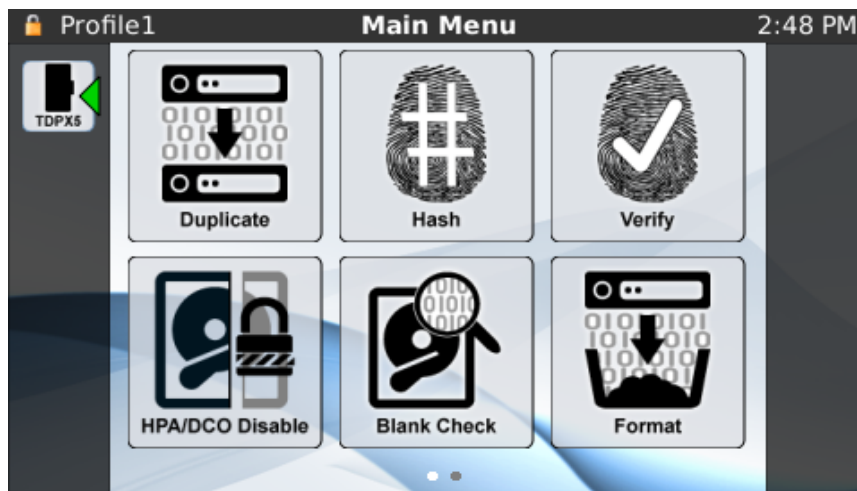 Profile1 Main Menu 2:48 PM
TDPX5
Duplicate Hash Verify
HPA/DCO Disable Blank Check Format